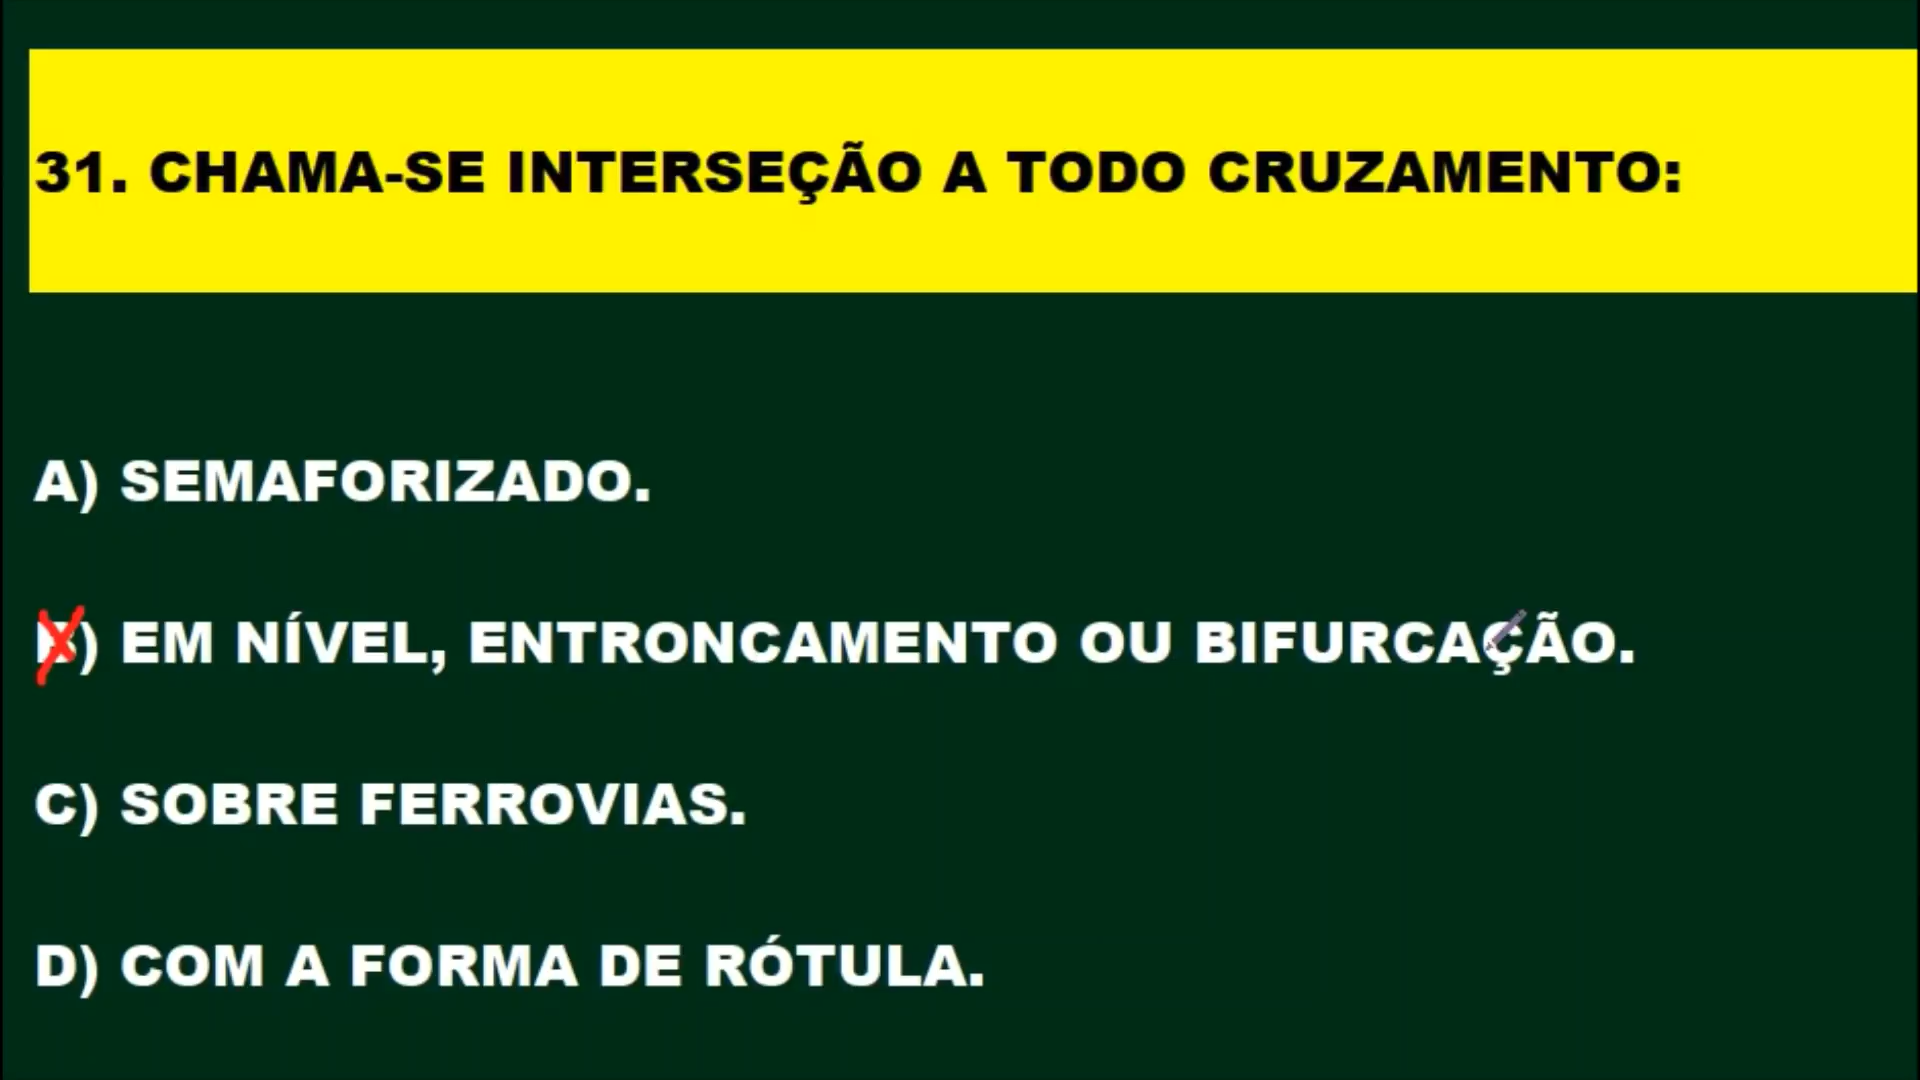 31. CHAMA-SE INTERSEÇÃO A TODO CRUZAMENTO:
A) SEMAFORIZADO.
B) EM NÍVEL, ENTRONCAMENTO OU BIFURCAÇÃO.
C) SOBRE FERROVIAS.
D) COM A FORMA DE RÓTULA.